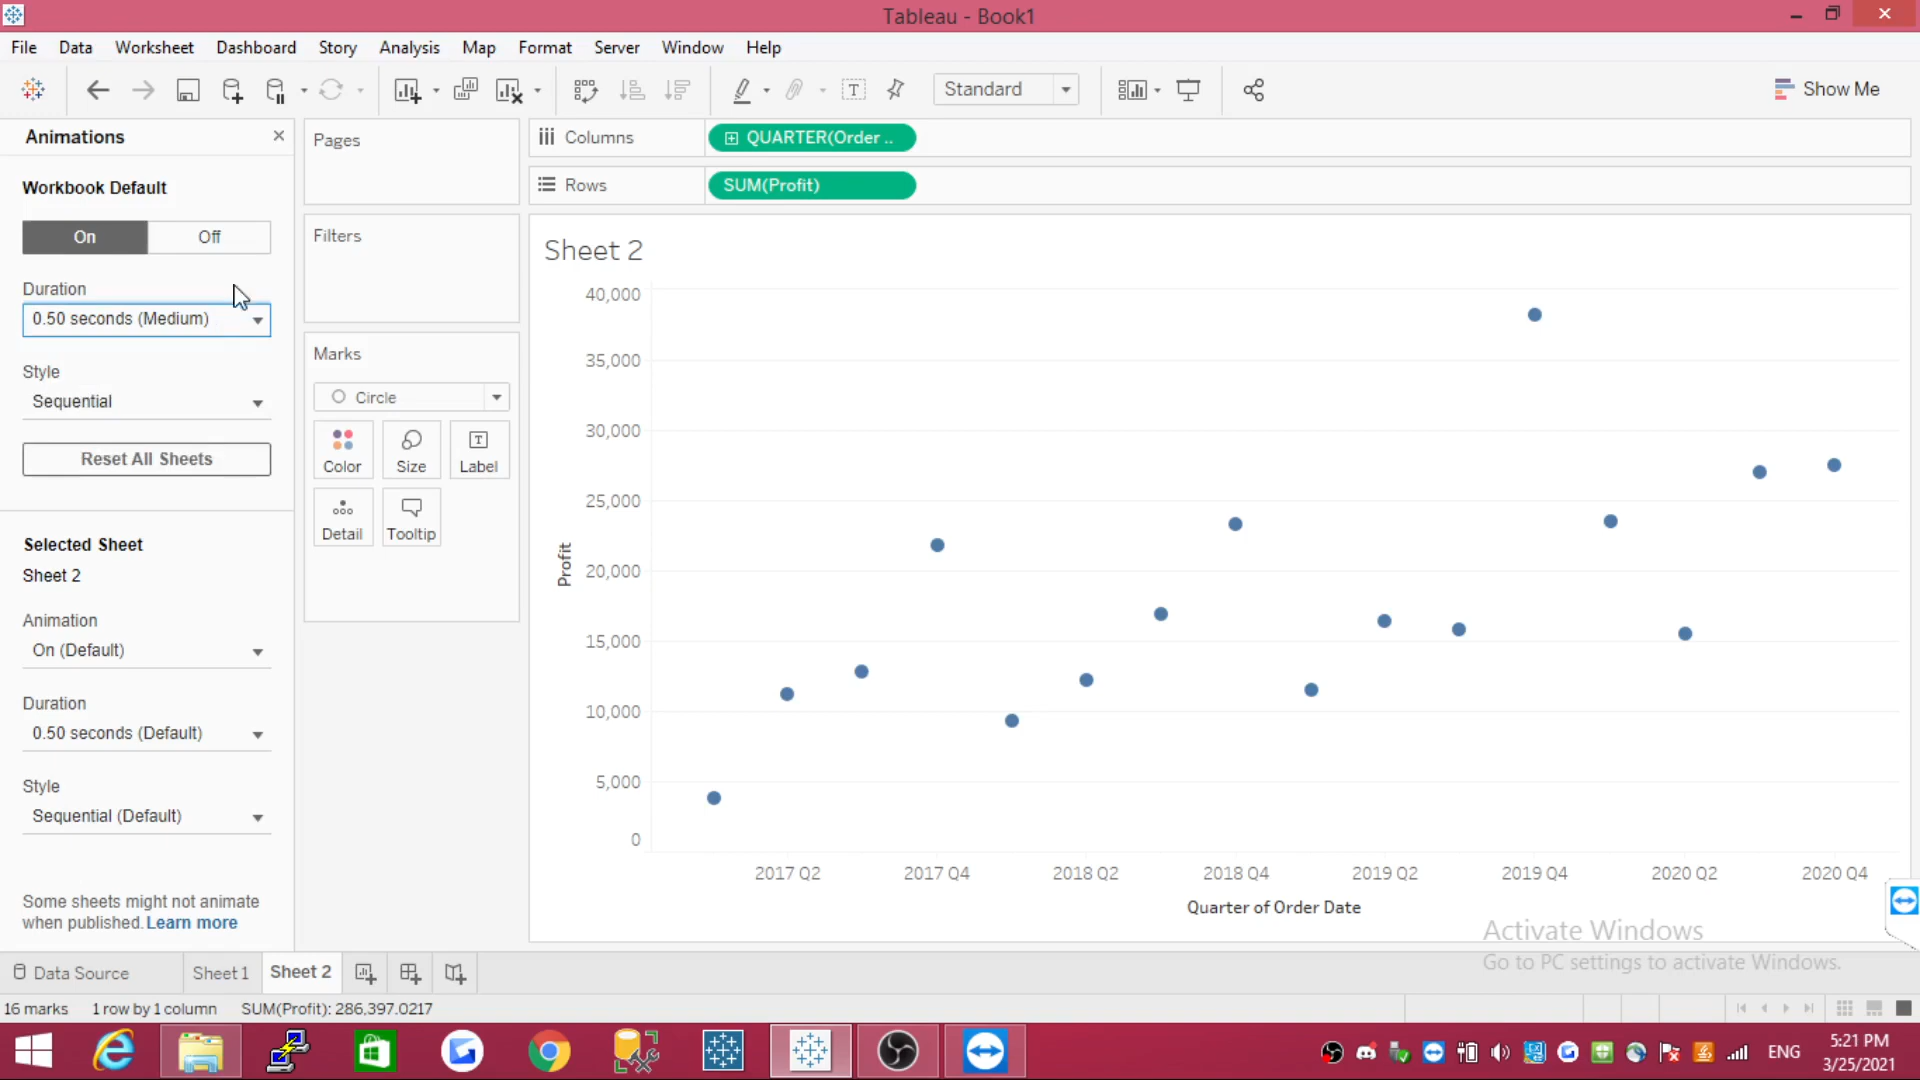 Tableau - Book1
File Data Worksheet Dashboard Story Analysis Map Format Server Window Help
Standard
Show Me
Animations
Workbook Default
On Off
Duration
0.50 seconds (Medium)
Style
Sequential
Reset All Sheets
Selected Sheet
Sheet 2
Animation
On (Default)
Duration
0.50 seconds (Default)
Style
Sequential (Default)
Some sheets might not animate
when published. Learn more
Pages
Filters
Marks
Circle
Color Size Label
Detail Tooltip
Columns QUARTER(Order ..
Rows SUM(Profit)
Sheet 2
40,000
35,000
30,000
25,000
20,000
15,000
10,000
5,000
0
Profit
2017 Q2 2017 Q4 2018 Q2 2018 Q4 2019 Q2 2019 Q4 2020 Q2 2020 Q4
Quarter of Order Date
Activate Windows
Go to PC settings to activate Windows.
Data Source Sheet 1 Sheet 2
16 marks 1 row by 1 column SUM(Profit): 286,397.0217
ENG
5:21 PM
3/25/2021